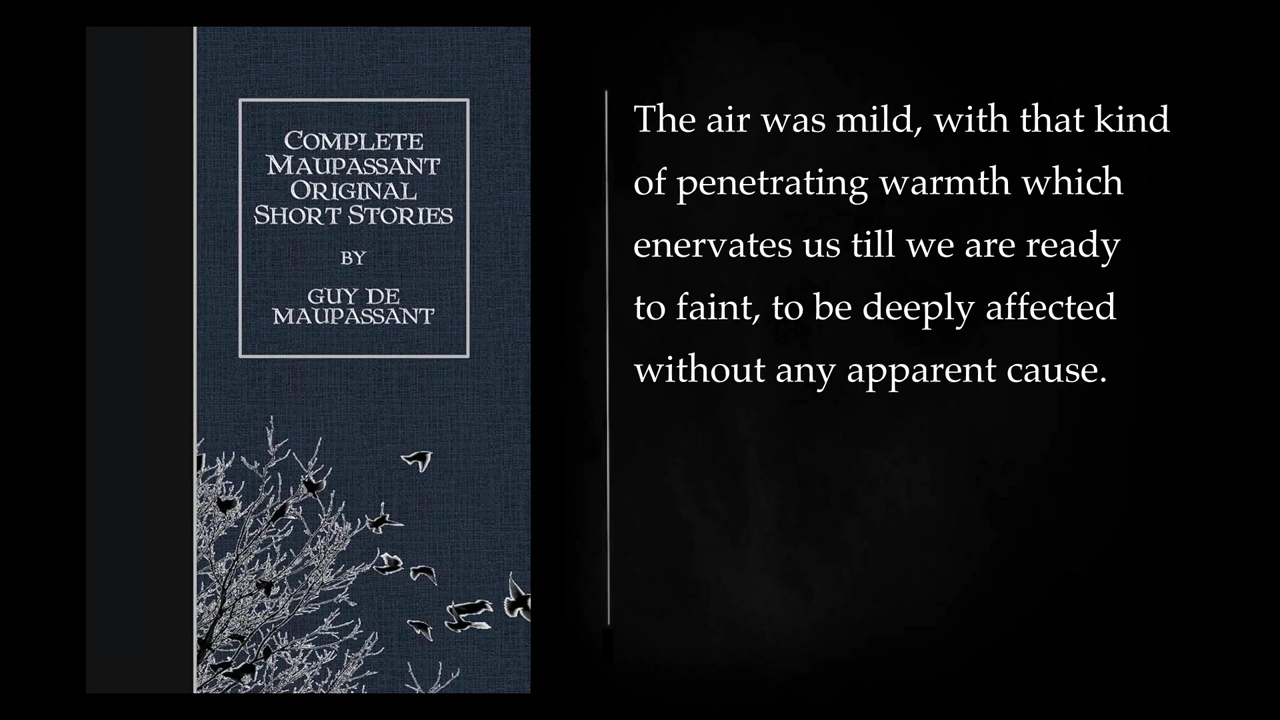 COMPLETE
MAUPASSANT
ORIGINAL
SHORT STORIES
BY
GUY DE
MAUPASSANT
The air was mild, with that kind
of penetrating warmth which
enervates us till we are ready
to faint, to be deeply affected
without any apparent cause.